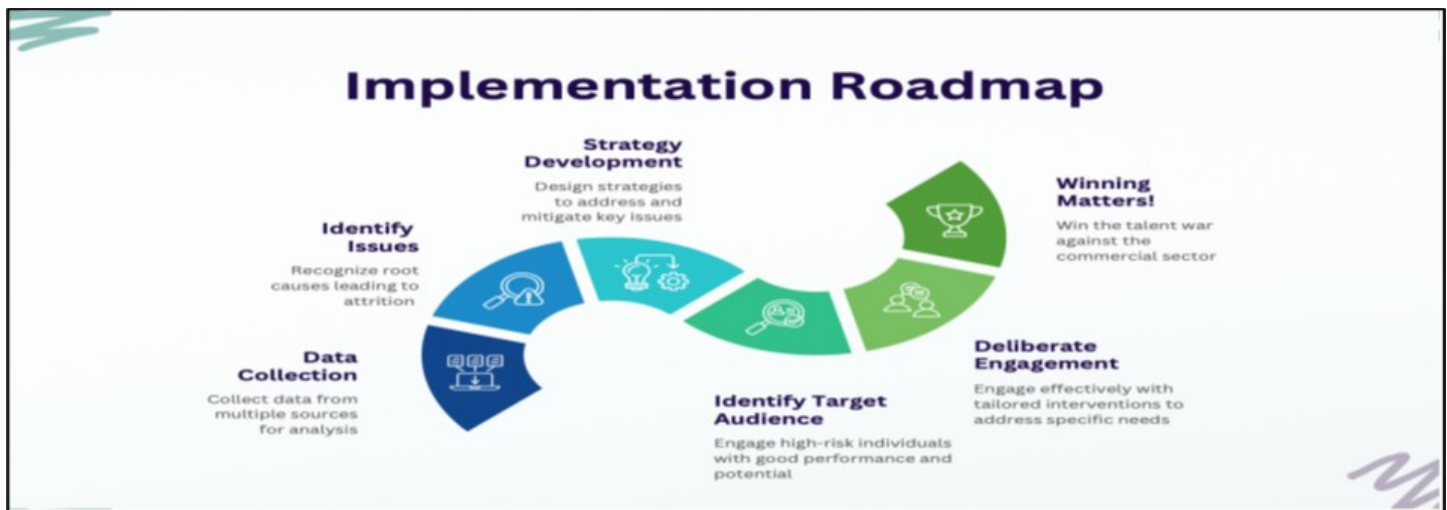 Implementation Roadmap
Data
Collection
Collect data from
multiple sources
for analysis
Identify
Issues
Recognize root
causes leading to
attrition
Strategy
Development
Design strategies
to address and
mitigate key issues
Identify Target
Audience
Engage high-risk individuals
with good performance and
potential
Deliberate
Engagement
Engage effectively with
tailored interventions to
address specific needs
Winning
Matters!
Win the talent war
against the
commercial sector